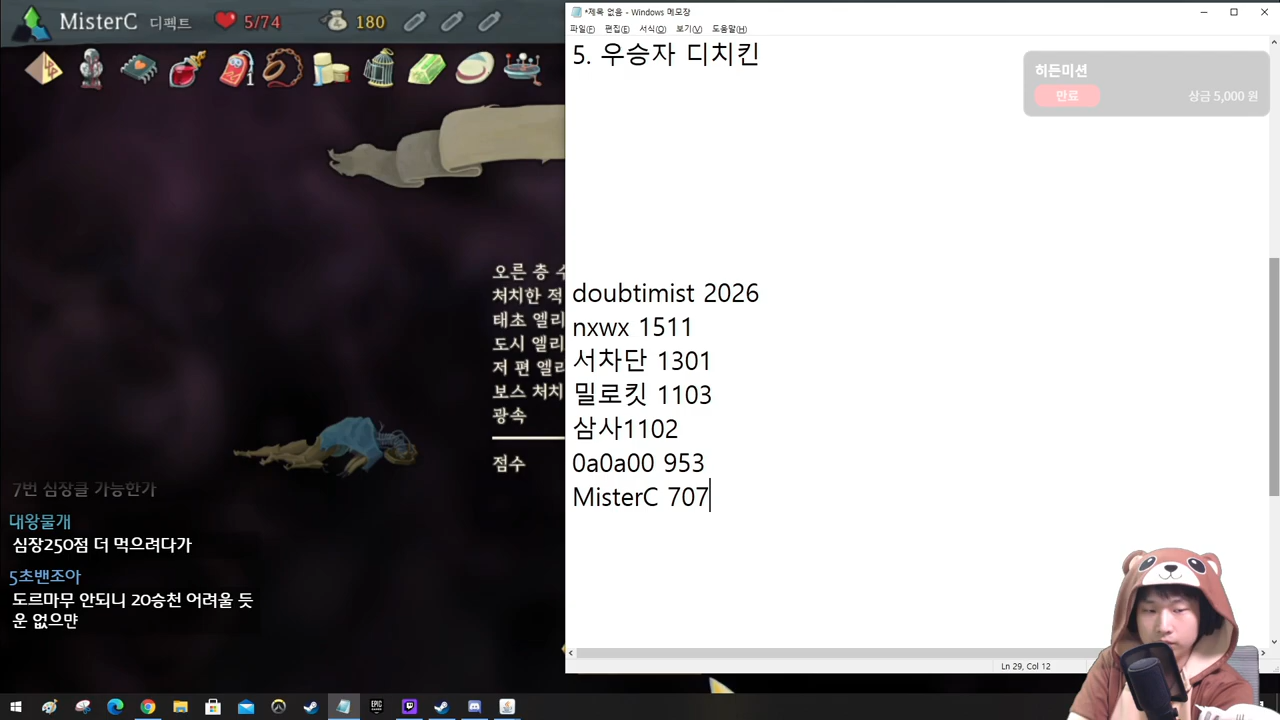 MisterC 디펙트 5/74 180
1
*제목 없음 - Windows 메모장
파일(F) 편집(E) 서식(O) 보기(V) 도움말(H)
5. 우승자 디치킨
히든미션
만료 상금 5,000 원
오른 층 수
처치한 적
태초 엘리
도시 엘리
저 편 엘리
보스 처치
광속
점수
doubtimist 2026
nxwx 1511
서차단 1301
밀로킷 1103
삼사1102
0a0a00 953
MisterC 707
7번 심장클 가능한가
대왕물개
심장250점 더 먹으려다가
5초밴조아
도르마무 안되니 20승천 어려울 듯
운 없으먄
Ln 29, Col 12
EPIC